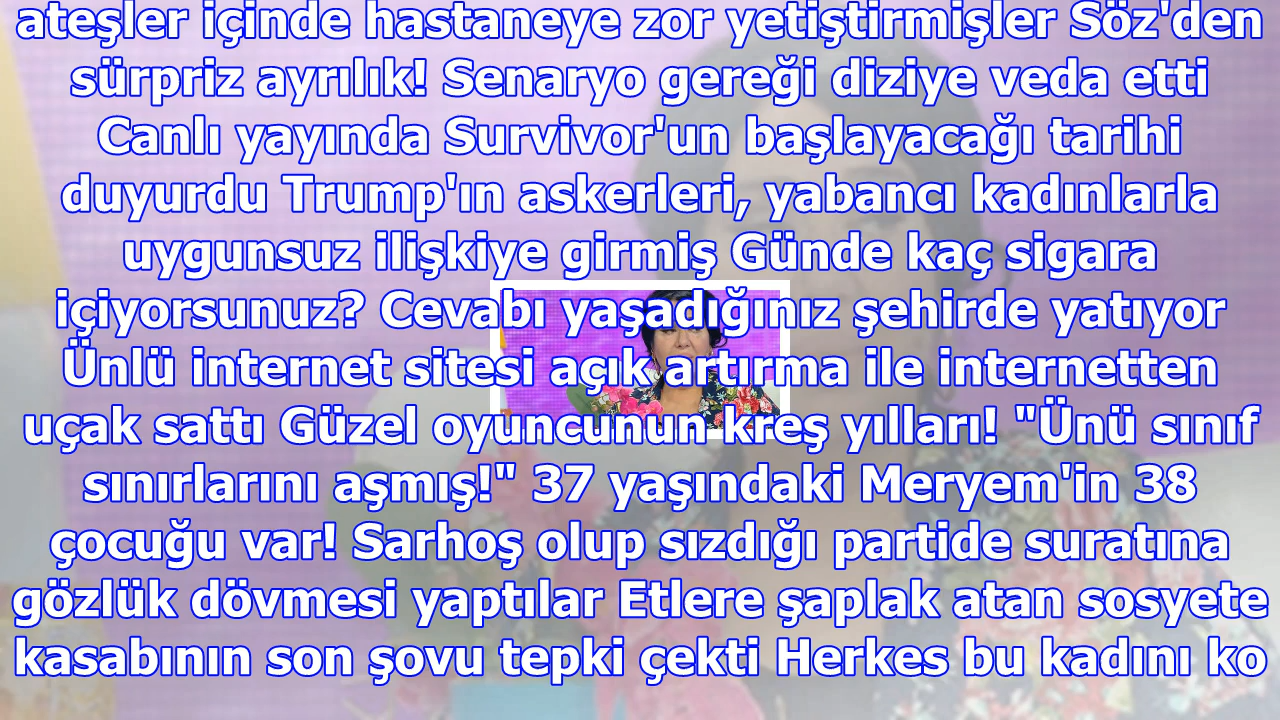 ateşler içinde hastaneye zor yetiştirmişler Söz'den
sürpriz ayrılık! Senaryo gereği diziye veda etti
Canlı yayında Survivor'un başlayacağı tarihi
duyurdu Trump'ın askerleri, yabancı kadınlarla
uygunsuz ilişkiye girmiş Günde kaç sigara
içiyorsunuz? Cevabı yaşadığınız şehirde yatıyor
Ünlü internet sitesi açık artırma ile internetten
uçak sattı Güzel oyuncunun kreş yılları! "Ünü sınıf
sınırlarını aşmış!" 37 yaşındaki Meryem'in 38
çocuğu var! Sarhoş olup sızdığı partide suratına
gözlük dövmesi yaptılar Etlere şaplak atan sosyete
kasabının son şovu tepki çekti Herkes bu kadını ko